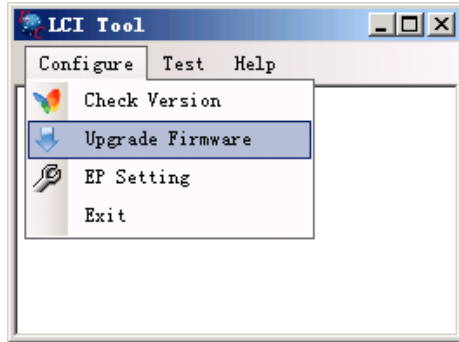 LCI Tool
Configure Test Help
Check Version
Upgrade Firmware
EP Setting
Exit